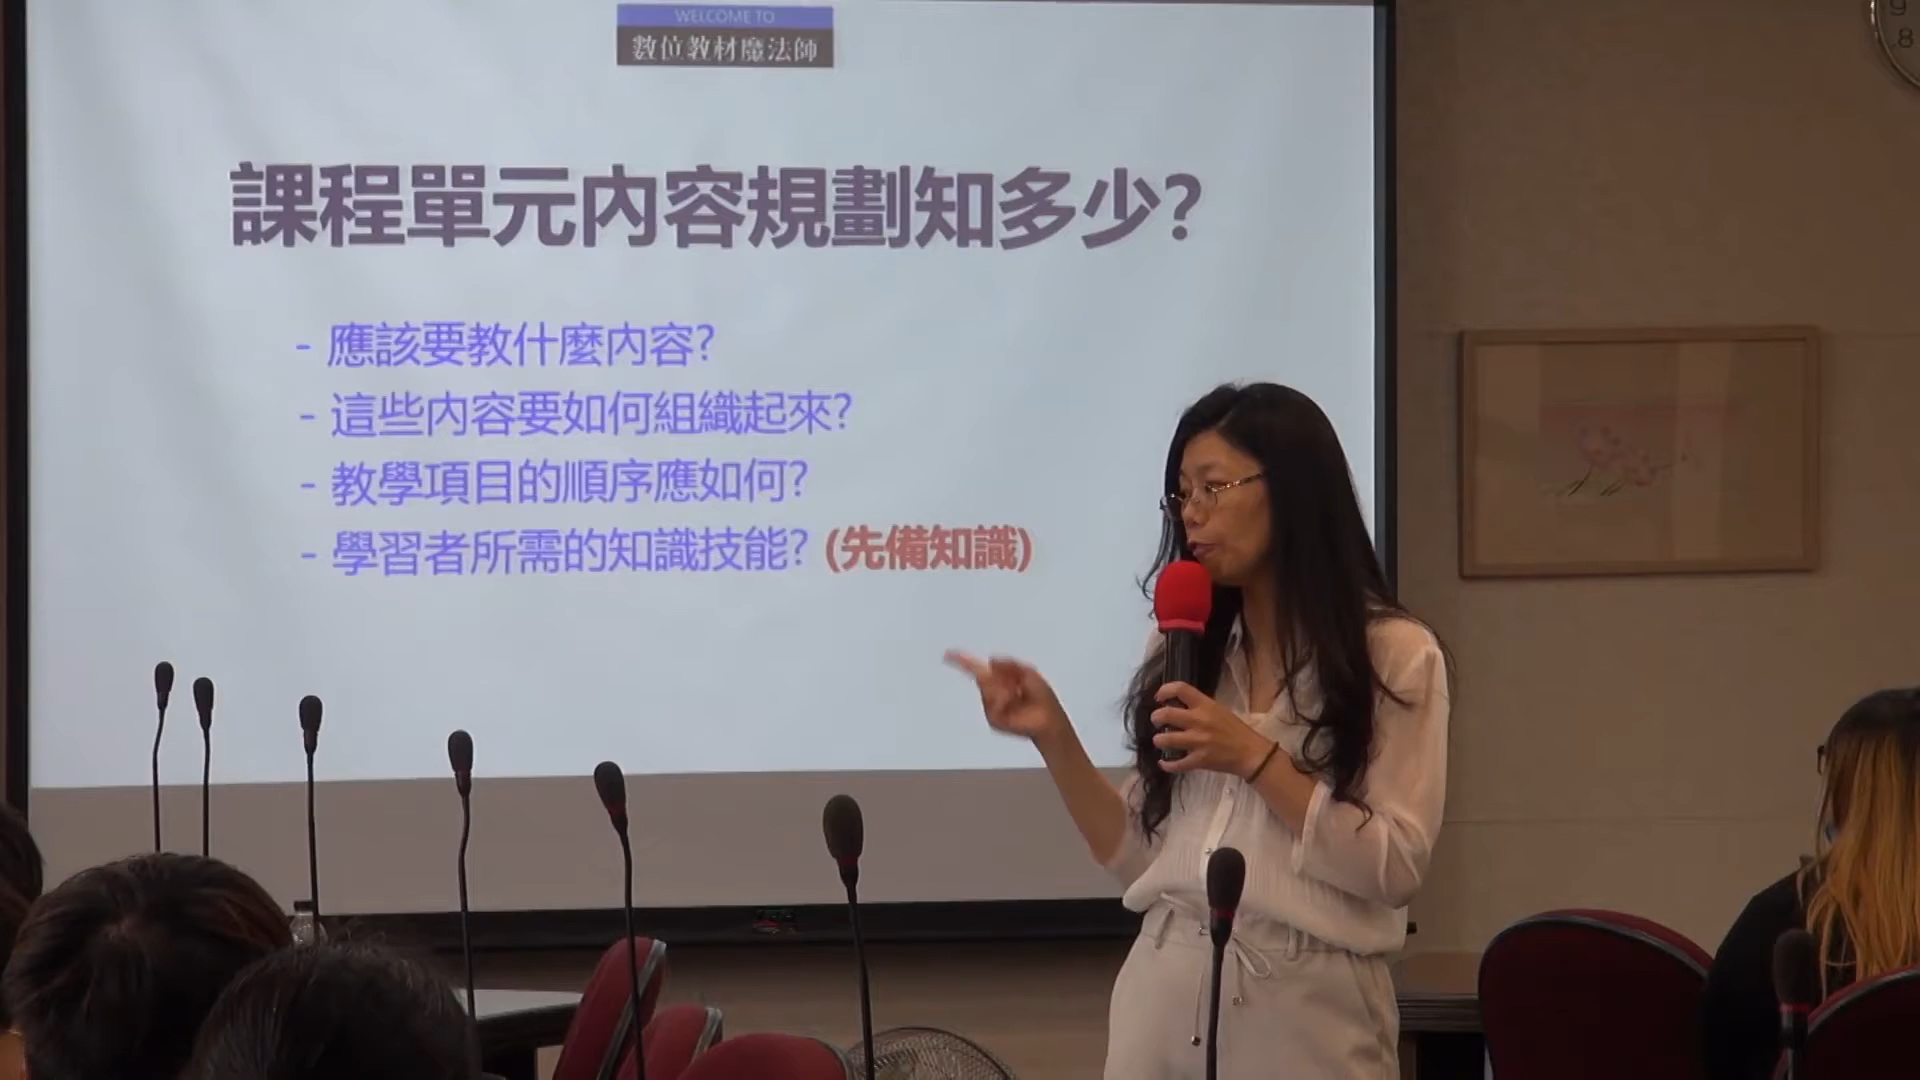 WELCOME TO
數位教材魔法師
課程單元內容規劃知多少?
- 應該要教什麼內容?
- 這些內容要如何組織起來?
- 教學項目的順序應如何?
- 學習者所需的知識技能? (先備知識)
9
8